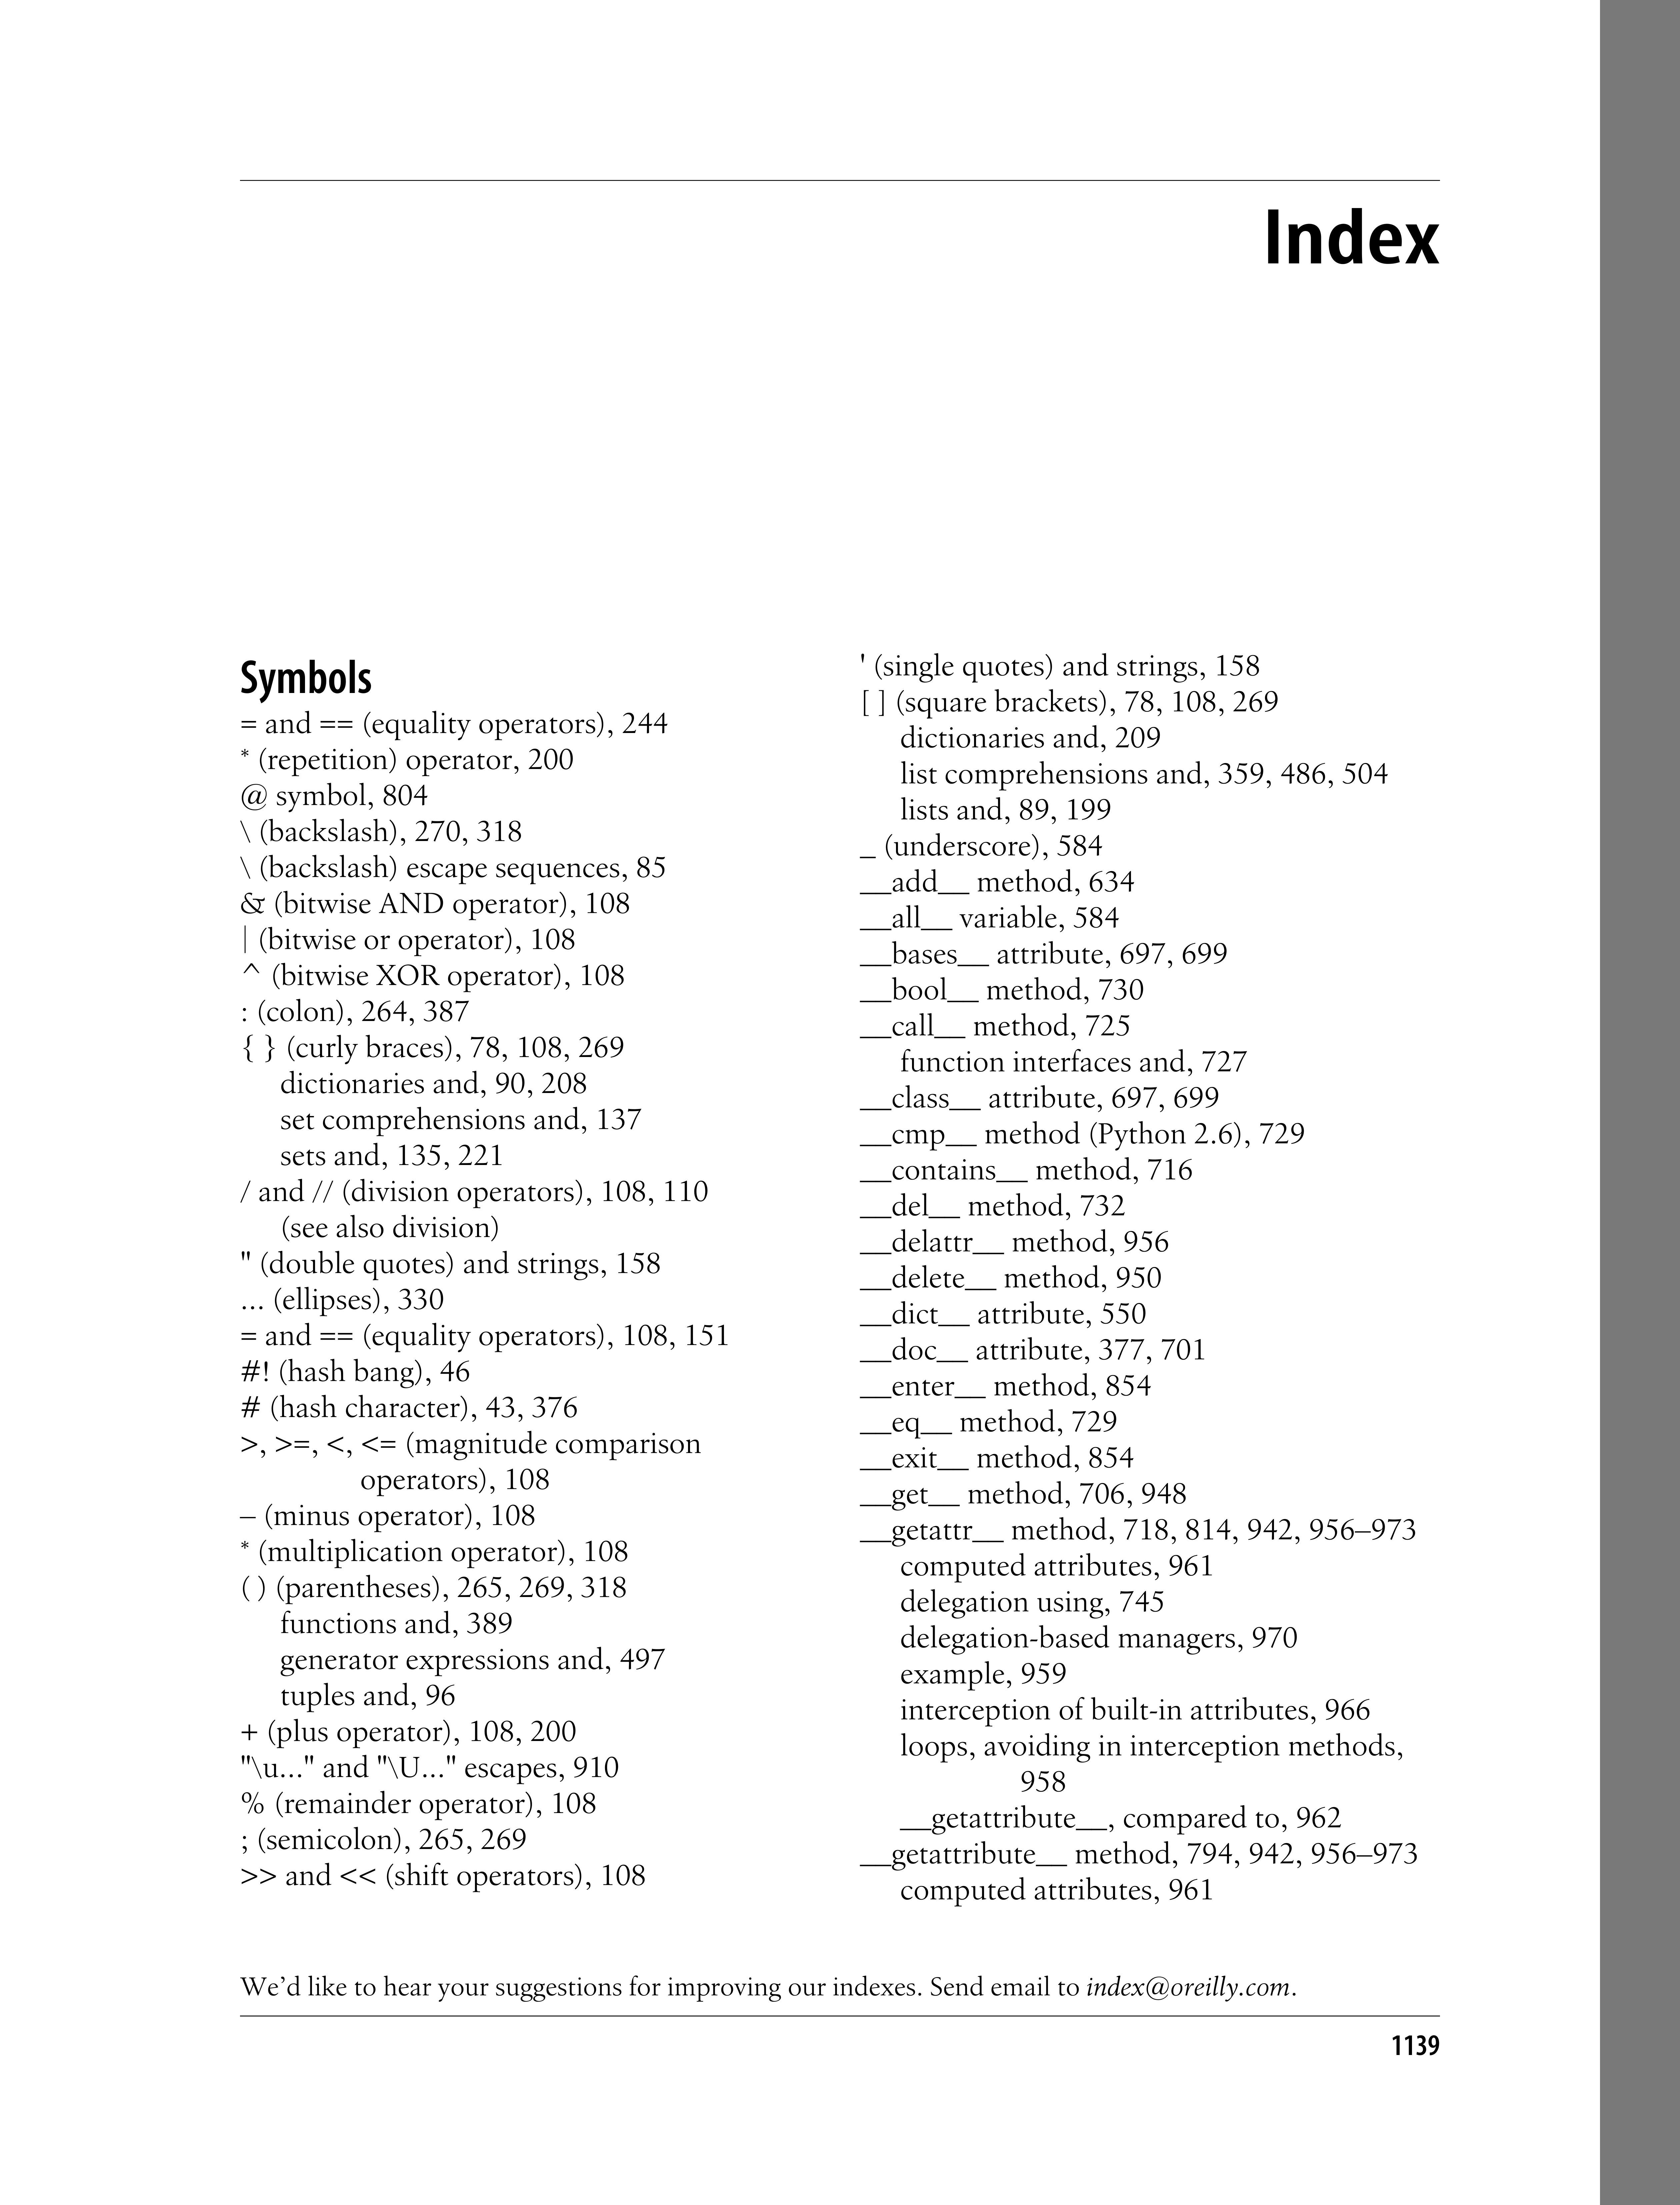 Index
Symbols
= and == (equality operators), 244
* (repetition) operator, 200
@ symbol, 804
\ (backslash), 270, 318
\ (backslash) escape sequences, 85
& (bitwise AND operator), 108
| (bitwise or operator), 108
^ (bitwise XOR operator), 108
: (colon), 264, 387
{ } (curly braces), 78, 108, 269
dictionaries and, 90, 208
set comprehensions and, 137
sets and, 135, 221
/ and // (division operators), 108, 110
(see also division)
" (double quotes) and strings, 158
... (ellipses), 330
= and == (equality operators), 108, 151
#! (hash bang), 46
# (hash character), 43, 376
>, >=, <, <= (magnitude comparison
operators), 108
– (minus operator), 108
* (multiplication operator), 108
( ) (parentheses), 265, 269, 318
functions and, 389
generator expressions and, 497
tuples and, 96
+ (plus operator), 108, 200
"\u..." and "\U..." escapes, 910
% (remainder operator), 108
; (semicolon), 265, 269
>> and << (shift operators), 108
' (single quotes) and strings, 158
[ ] (square brackets), 78, 108, 269
dictionaries and, 209
list comprehensions and, 359, 486, 504
lists and, 89, 199
_ (underscore), 584
__add__ method, 634
__all__ variable, 584
__bases__ attribute, 697, 699
__bool__ method, 730
__call__ method, 725
function interfaces and, 727
__class__ attribute, 697, 699
__cmp__ method (Python 2.6), 729
__contains__ method, 716
__del__ method, 732
__delattr__ method, 956
__delete__ method, 950
__dict__ attribute, 550
__doc__ attribute, 377, 701
__enter__ method, 854
__eq__ method, 729
__exit__ method, 854
__get__ method, 706, 948
__getattr__ method, 718, 814, 942, 956–973
computed attributes, 961
delegation using, 745
delegation-based managers, 970
example, 959
interception of built-in attributes, 966
loops, avoiding in interception methods,
958
__getattribute__, compared to, 962
__getattribute__ method, 794, 942, 956–973
computed attributes, 961
We’d like to hear your suggestions for improving our indexes. Send email to index@oreilly.com.
1139